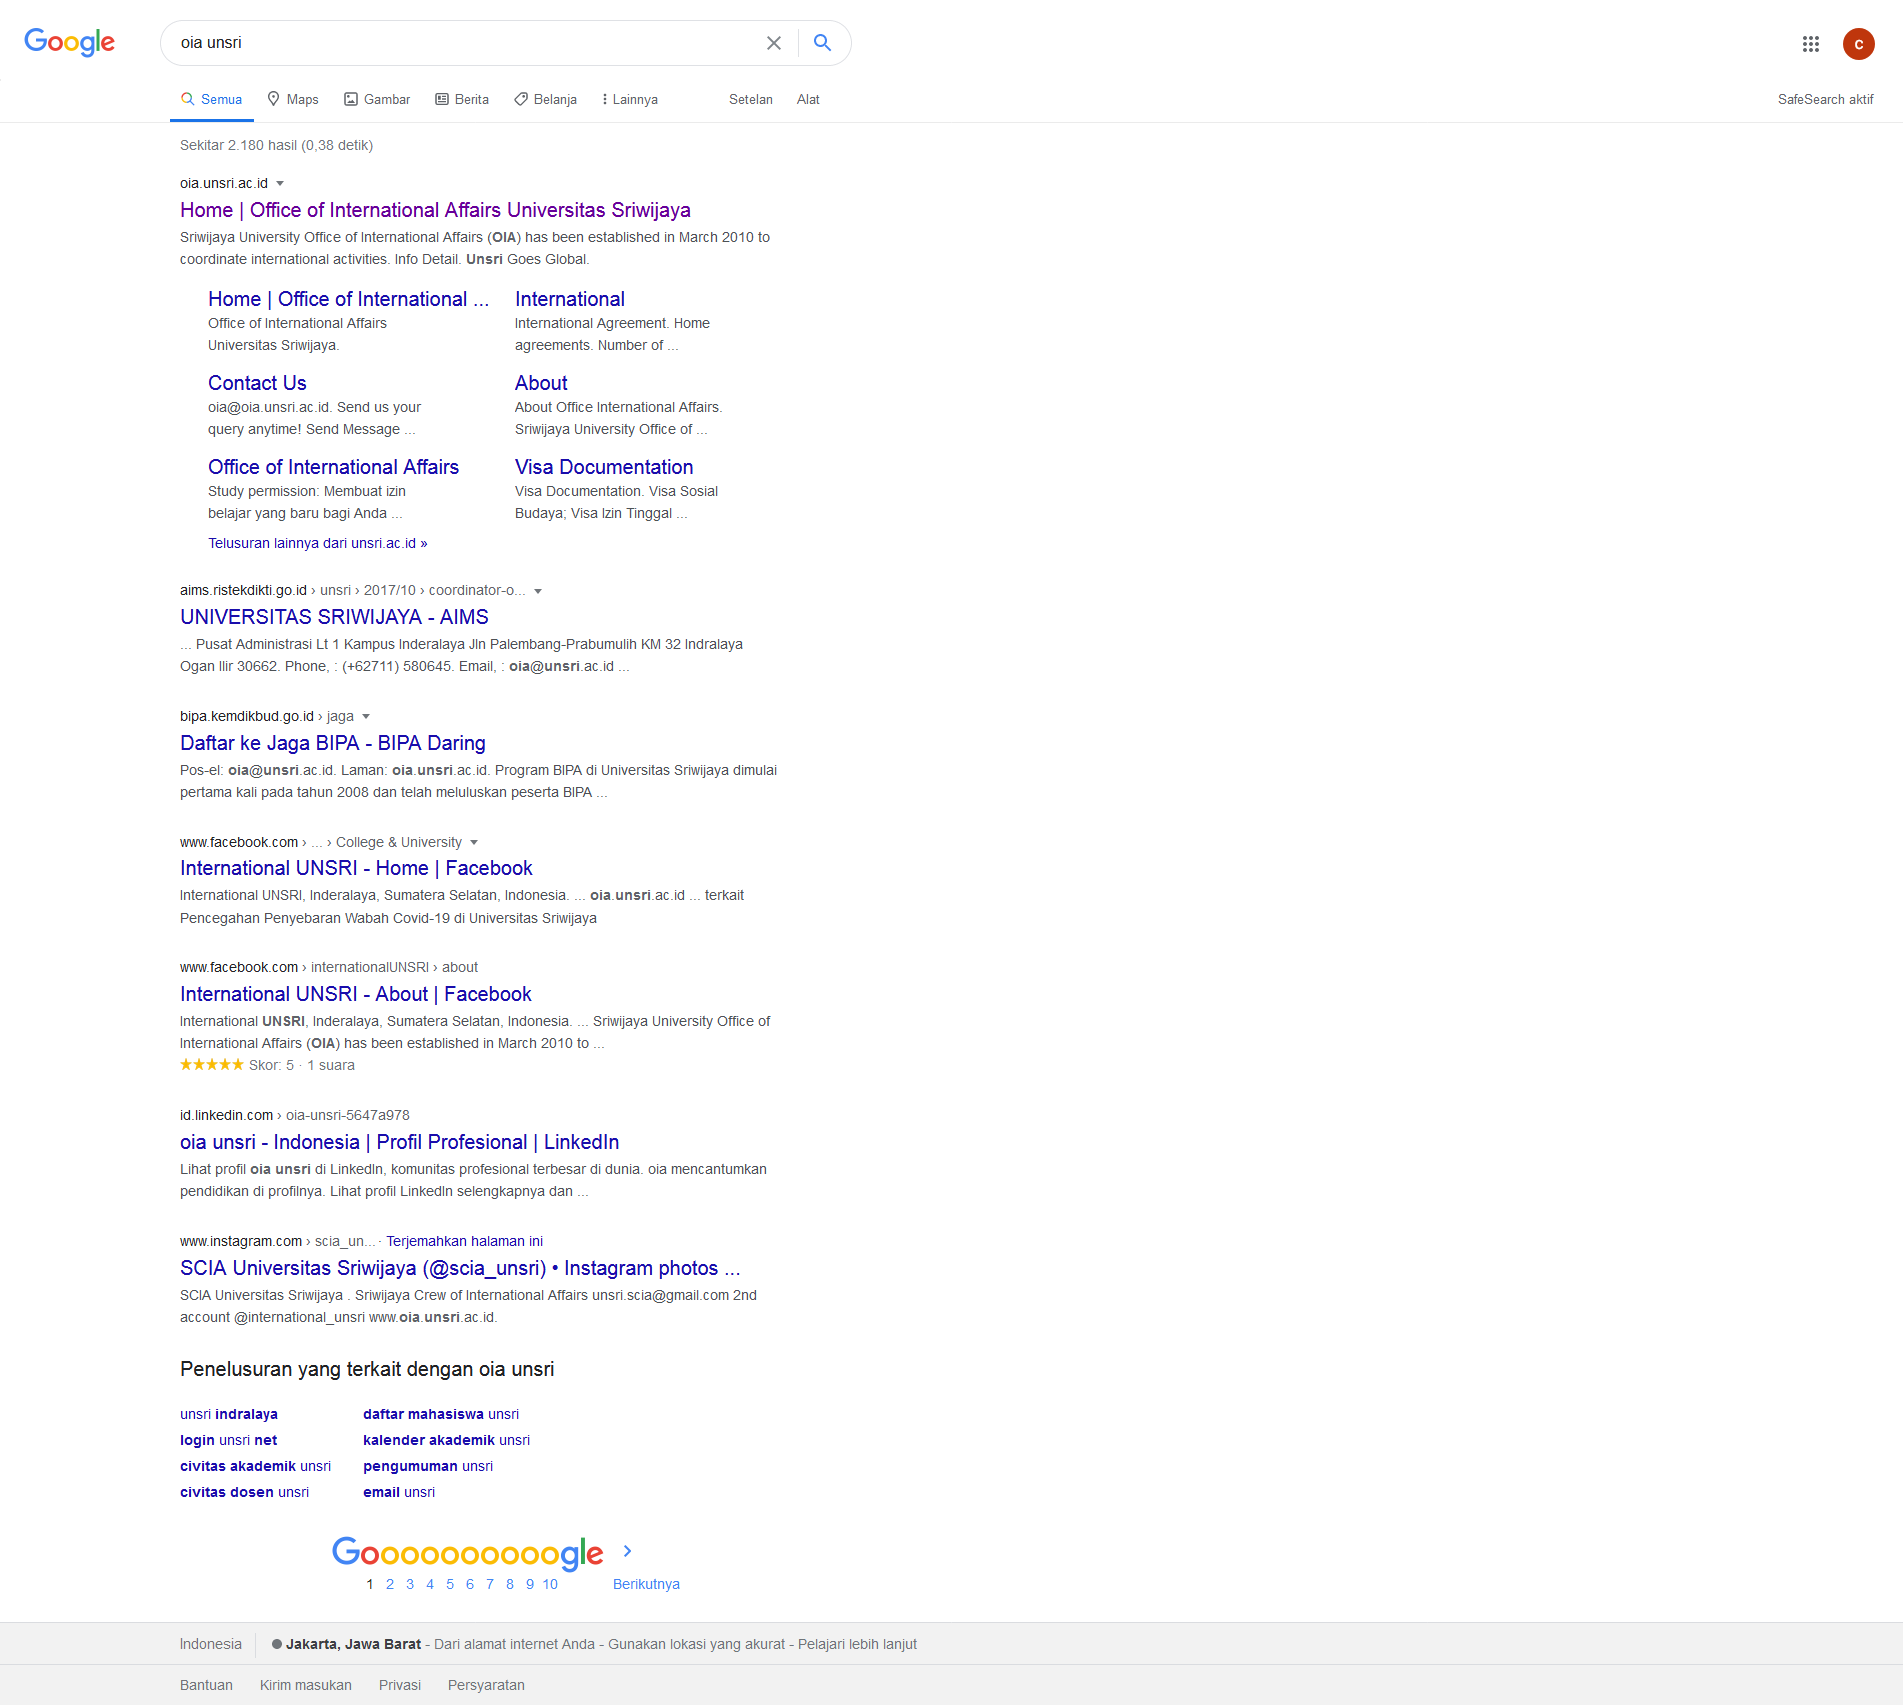 Google
oia unsri
C
Semua Maps Gambar Berita Belanja Lainnya Setelan Alat SafeSearch aktif
Sekitar 2.180 hasil (0,38 detik)
oia.unsri.ac.id
Home | Office of International Affairs Universitas Sriwijaya
Sriwijaya University Office of International Affairs (OIA) has been established in March 2010 to
coordinate international activities. Info Detail. Unsri Goes Global.
Home | Office of International ...
Office of International Affairs
Universitas Sriwijaya.
International
International Agreement. Home
agreements. Number of ...
Contact Us
oia@oia.unsri.ac.id. Send us your
query anytime! Send Message ...
About
About Office International Affairs.
Sriwijaya University Office of ...
Office of International Affairs
Study permission: Membuat izin
belajar yang baru bagi Anda ...
Visa Documentation
Visa Documentation. Visa Sosial
Budaya; Visa Izin Tinggal ...
Telusuran lainnya dari unsri.ac.id »
aims.ristekdikti.go.id › unsri › 2017/10 › coordinator-o...
UNIVERSITAS SRIWIJAYA - AIMS
... Pusat Administrasi Lt 1 Kampus Inderalaya Jln Palembang-Prabumulih KM 32 Indralaya
Ogan Ilir 30662. Phone, : (+62711) 580645. Email, : oia@unsri.ac.id ...
bipa.kemdikbud.go.id › jaga
Daftar ke Jaga BIPA - BIPA Daring
Pos-el: oia@unsri.ac.id. Laman: oia.unsri.ac.id. Program BIPA di Universitas Sriwijaya dimulai
pertama kali pada tahun 2008 dan telah meluluskan peserta BIPA ...
www.facebook.com › ... › College & University
International UNSRI - Home | Facebook
International UNSRI, Inderalaya, Sumatera Selatan, Indonesia. ... oia.unsri.ac.id ... terkait
Pencegahan Penyebaran Wabah Covid-19 di Universitas Sriwijaya
www.facebook.com › internationalUNSRI › about
International UNSRI - About | Facebook
International UNSRI, Inderalaya, Sumatera Selatan, Indonesia. ... Sriwijaya University Office of
International Affairs (OIA) has been established in March 2010 to ...
★★★★★ Skor: 5 · 1 suara
id.linkedin.com › oia-unsri-5647a978
oia unsri - Indonesia | Profil Profesional | LinkedIn
Lihat profil oia unsri di LinkedIn, komunitas profesional terbesar di dunia. oia mencantumkan
pendidikan di profilnya. Lihat profil LinkedIn selengkapnya dan ...
www.instagram.com › scia_un... · Terjemahkan halaman ini
SCIA Universitas Sriwijaya (@scia_unsri) • Instagram photos ...
SCIA Universitas Sriwijaya . Sriwijaya Crew of International Affairs unsri.scia@gmail.com 2nd
account @international_unsri www.oia.unsri.ac.id.
Penelusuran yang terkait dengan oia unsri
unsri indralaya
login unsri net
civitas akademik unsri
civitas dosen unsri
daftar mahasiswa unsri
kalender akademik unsri
pengumuman unsri
email unsri
Goooooooooogle ›
1 2 3 4 5 6 7 8 9 10 Berikutnya
Indonesia Jakarta, Jawa Barat - Dari alamat internet Anda - Gunakan lokasi yang akurat - Pelajari lebih lanjut
Bantuan Kirim masukan Privasi Persyaratan